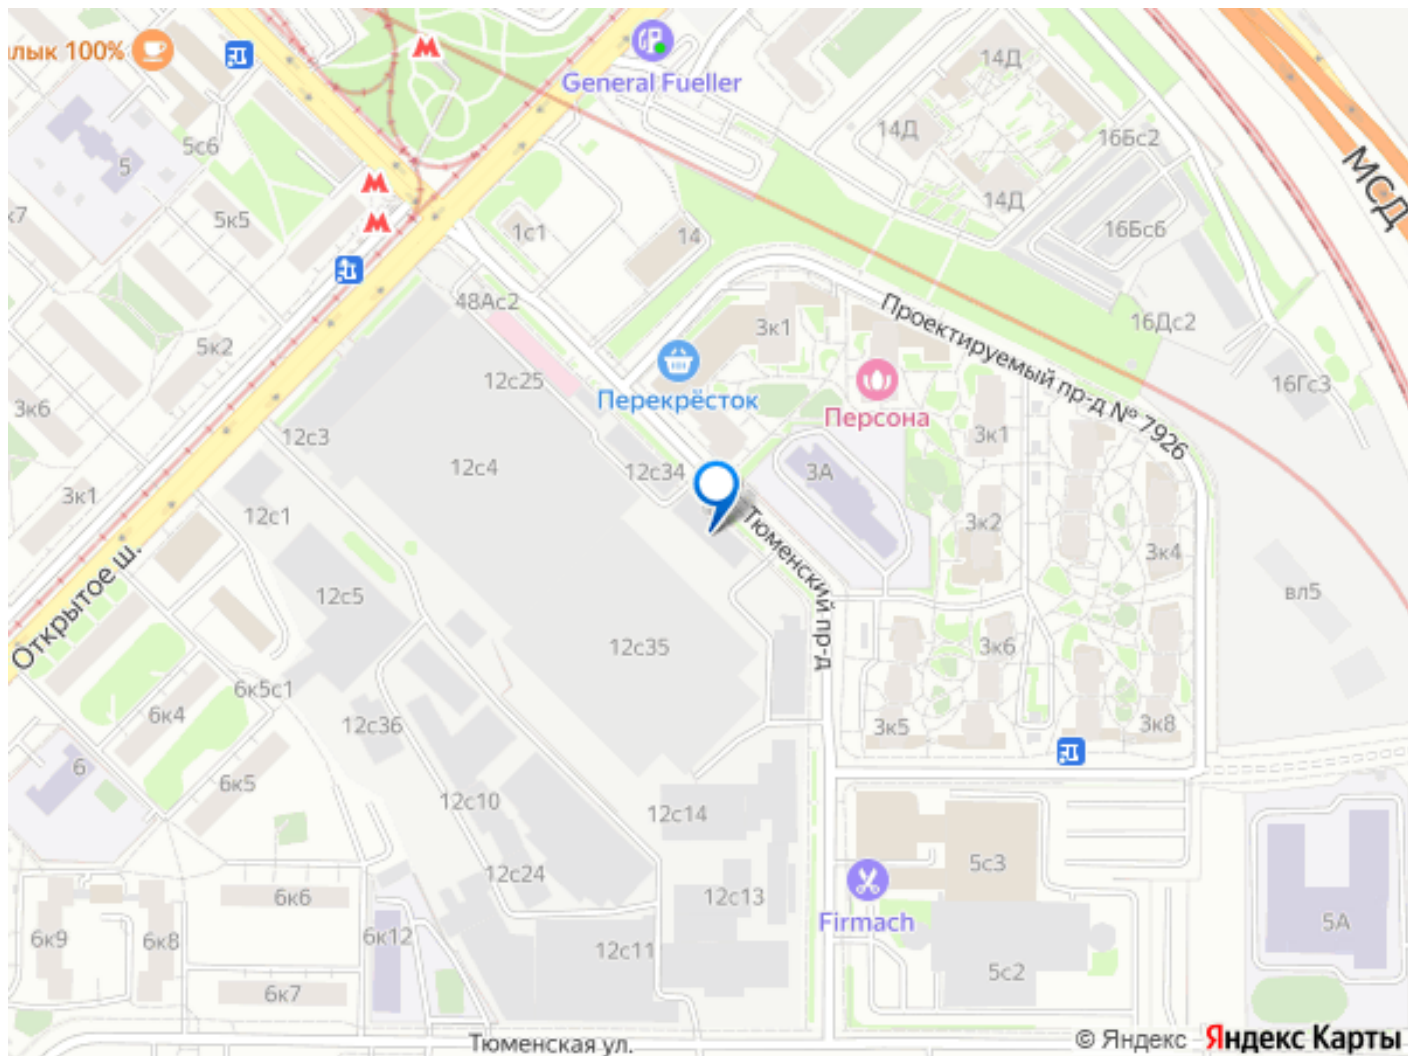 лык 100%
General Fueller
14Д
МСД
5с6
14Д
16Бс2
5
14Д
к7
5к5
1с1
14
16Бс6
48Ас2
Проектируемый пр-д № 7926
3к1
16Дс2
5к2
12с25
Перекрёсток
Персона
16Гс3
3к6
12с3
3к1
12с4
12с34
3А
3к1
12с1
3к2
3к4
Тюменский пр-д
Открытое ш.
12с5
вл5
12с35
3к6
6к5с1
6к4
12с36
3к5
3к8
6
6к5
12с10
12с14
5с3
12с24
12с13
6к6
Firmach
5А
6к9
6к8
6к12
12с11
5с2
6к7
Тюменская ул.
© Яндекс Яндекс Карты